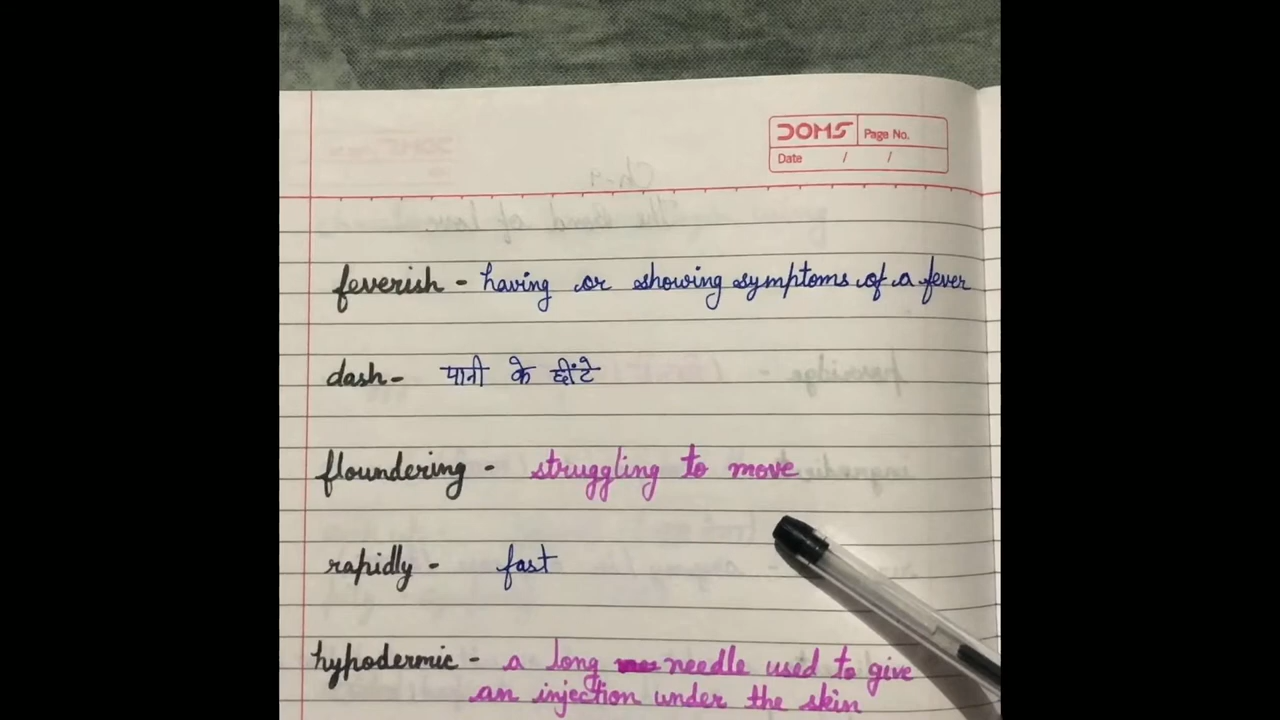 DOMS Page No.
Date / /
feverish - having or showing symptoms of a fever
dash - पानी के छींटे
floundering - struggling to move
rapidly - fast
hypodermic - a long needle used to give
an injection under the skin